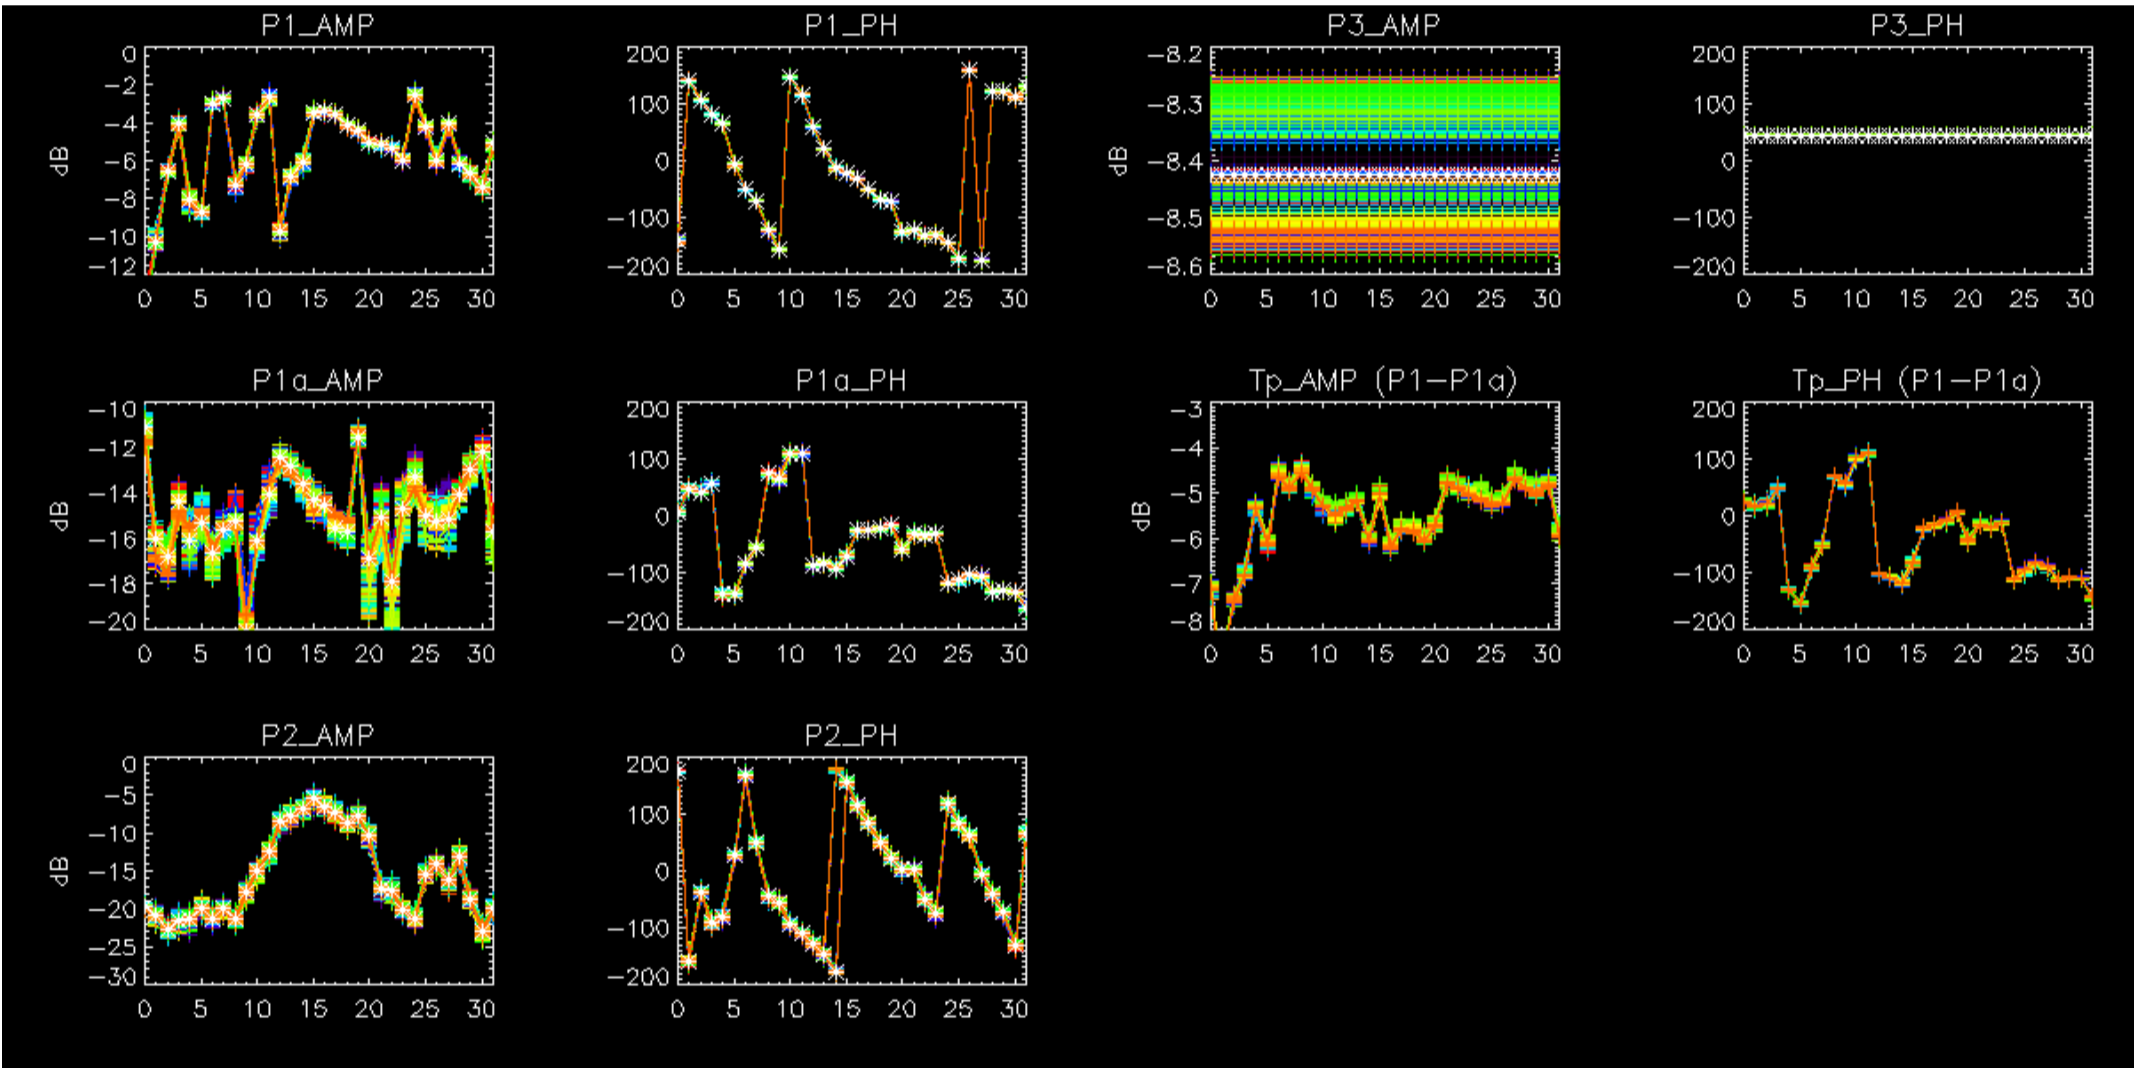 P1_AMP
0
−2
−4
−6
−8
−10
−12
dB
0 5 10 15 20 25 30
P1_PH
200
100
0
−100
−200
0 5 10 15 20 25 30
P3_AMP
−8.2
−8.3
−8.4
−8.5
−8.6
dB
0 5 10 15 20 25 30
P3_PH
200
100
0
−100
−200
0 5 10 15 20 25 30
P1a_AMP
−10
−12
−14
−16
−18
−20
dB
0 5 10 15 20 25 30
P1a_PH
200
100
0
−100
−200
0 5 10 15 20 25 30
Tp_AMP (P1−P1a)
−3
−4
−5
−6
−7
−8
dB
0 5 10 15 20 25 30
Tp_PH (P1−P1a)
200
100
0
−100
−200
0 5 10 15 20 25 30
P2_AMP
0
−5
−10
−15
−20
−25
−30
dB
0 5 10 15 20 25 30
P2_PH
200
100
0
−100
−200
0 5 10 15 20 25 30